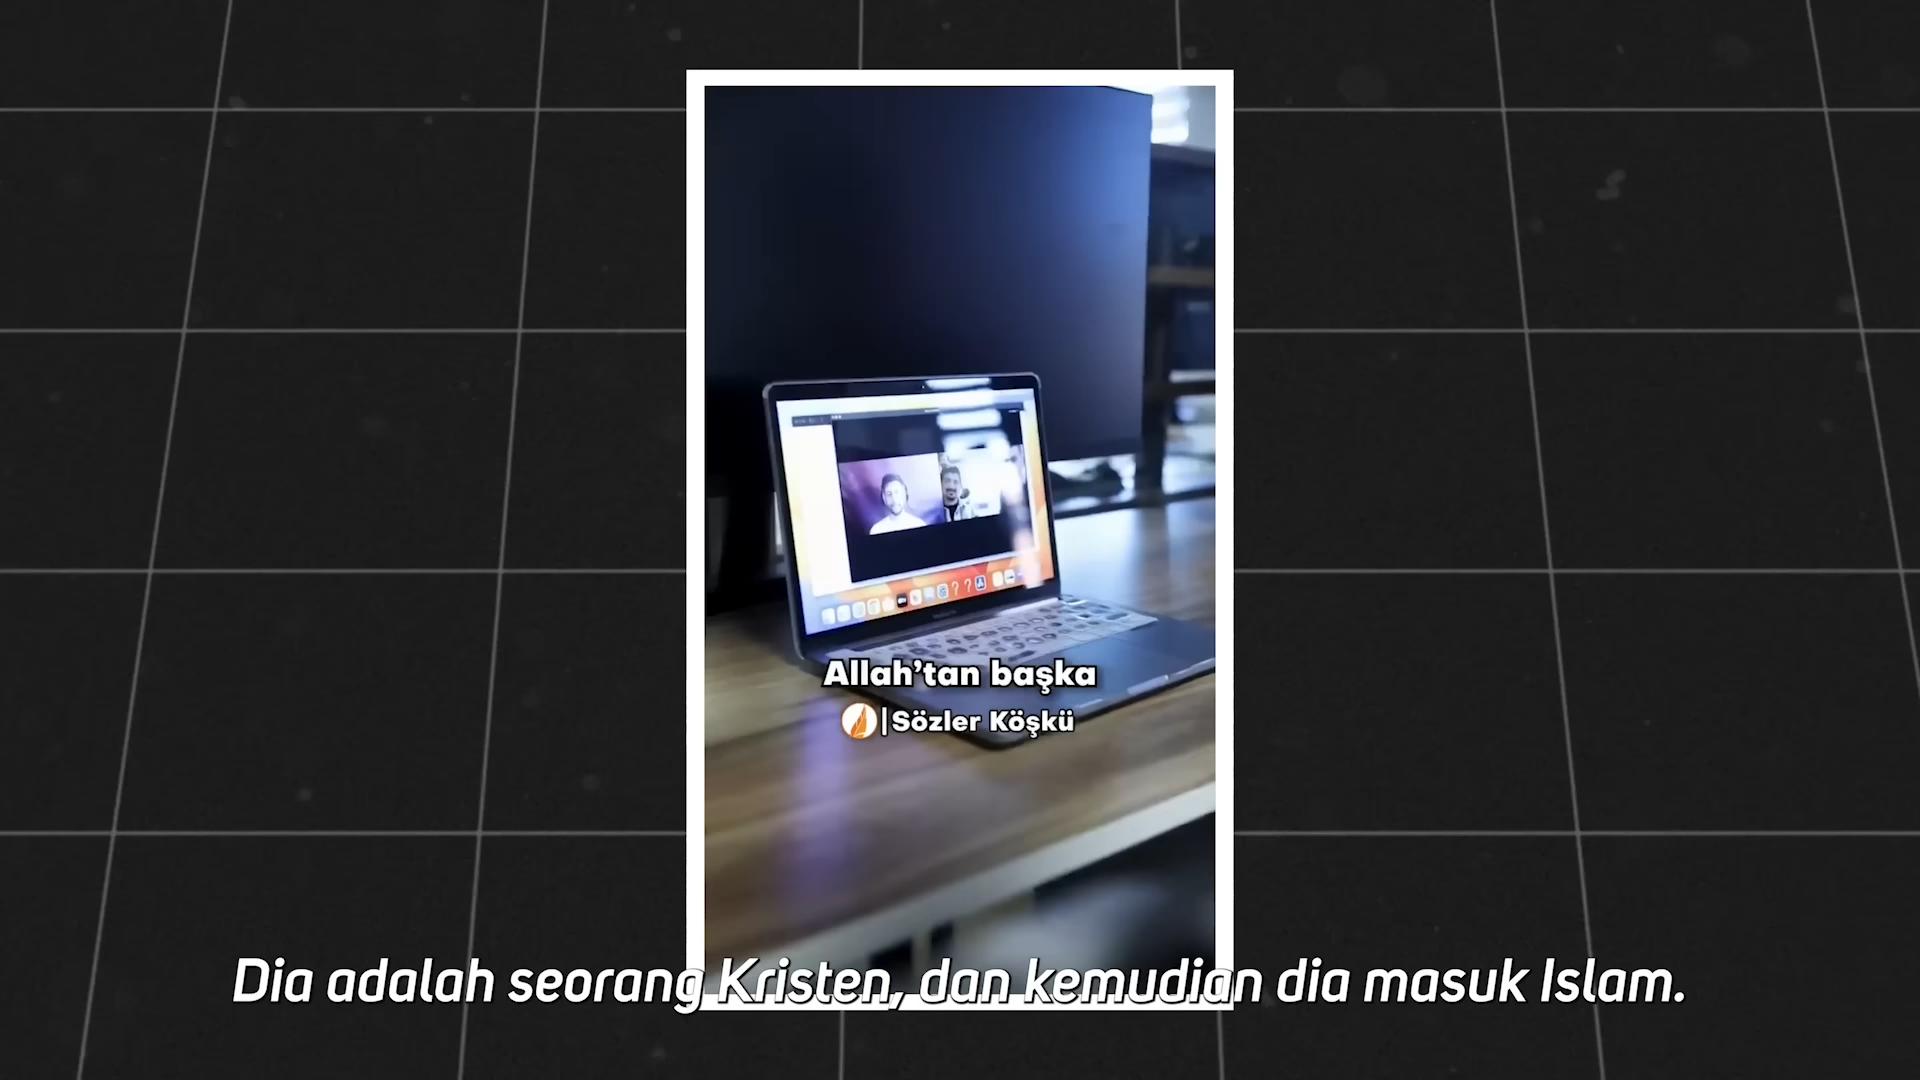 Allah'tan başka
| Sözler Köşkü
Dia adalah seorang Kristen, dan kemudian dia masuk Islam.